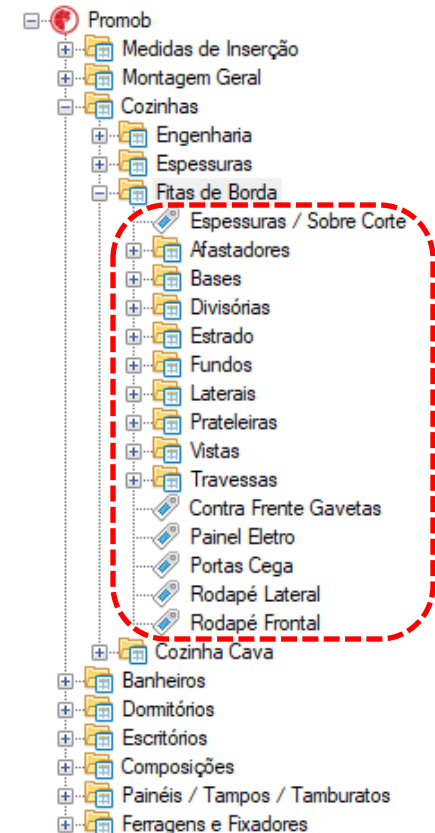 Promob
Medidas de Inserção
Montagem Geral
Cozinhas
Engenharia
Espessuras
Fitas de Borda
Espessuras / Sobre Corte
Afastadores
Bases
Divisórias
Estrado
Fundos
Laterais
Prateleiras
Vistas
Travessas
Contra Frente Gavetas
Painel Eletro
Portas Cega
Rodapé Lateral
Rodapé Frontal
Cozinha Cava
Banheiros
Dormitórios
Escritórios
Composições
Painéis / Tampos / Tamburatos
Ferragens e Fixadores